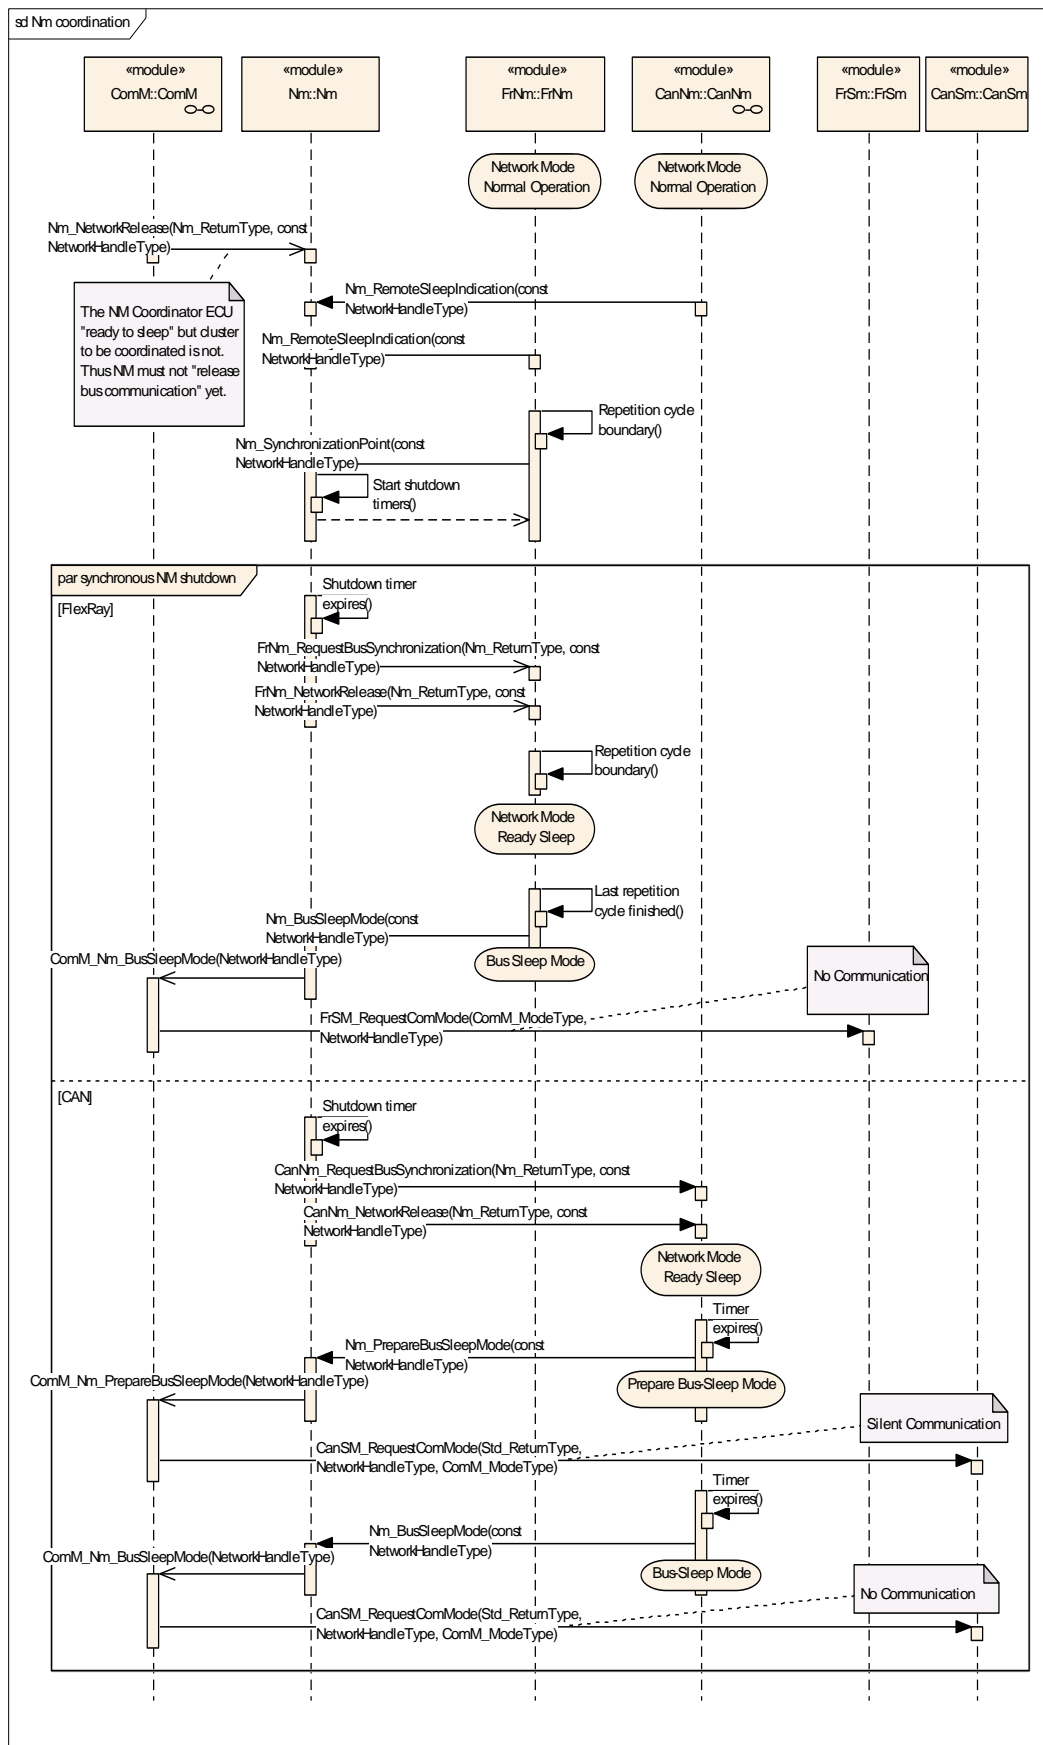 sd Nm coordination
«module»
ComM::ComM
«module»
Nm::Nm
«module»
FrNm::FrNm
«module»
CanNm::CanNm
«module»
FrSm::FrSm
«module»
CanSm::CanSm
Network Mode
Normal Operation
Network Mode
Normal Operation
Nm_NetworkRelease(Nm_ReturnType, const
NetworkHandleType)
The NM Coordinator ECU
"ready to sleep" but cluster
to be coordinated is not.
Thus NM must not "release
bus communication" yet.
Nm_RemoteSleepIndication(const
NetworkHandleType)
Nm_RemoteSleepIndication(const
NetworkHandleType)
Repetition cycle
boundary()
Nm_SynchronizationPoint(const
NetworkHandleType)
Start shutdown
timers()
par synchronous NM shutdown
[FlexRay]
Shutdown timer
expires()
FrNm_RequestBusSynchronization(Nm_ReturnType, const
NetworkHandleType)
FrNm_NetworkRelease(Nm_ReturnType, const
NetworkHandleType)
Repetition cycle
boundary()
Network Mode
Ready Sleep
Last repetition
cycle finished()
Nm_BusSleepMode(const
NetworkHandleType)
Bus Sleep Mode
ComM_Nm_BusSleepMode(NetworkHandleType)
No Communication
FrSM_RequestComMode(ComM_ModeType,
NetworkHandleType)
[CAN]
Shutdown timer
expires()
CanNm_RequestBusSynchronization(Nm_ReturnType, const
NetworkHandleType)
CanNm_NetworkRelease(Nm_ReturnType, const
NetworkHandleType)
Network Mode
Ready Sleep
Timer
expires()
Nm_PrepareBusSleepMode(const
NetworkHandleType)
ComM_Nm_PrepareBusSleepMode(NetworkHandleType)
Prepare Bus-Sleep Mode
Silent Communication
CanSM_RequestComMode(Std_ReturnType,
NetworkHandleType, ComM_ModeType)
Timer
expires()
Nm_BusSleepMode(const
NetworkHandleType)
ComM_Nm_BusSleepMode(NetworkHandleType)
Bus-Sleep Mode
No Communication
CanSM_RequestComMode(Std_ReturnType,
NetworkHandleType, ComM_ModeType)